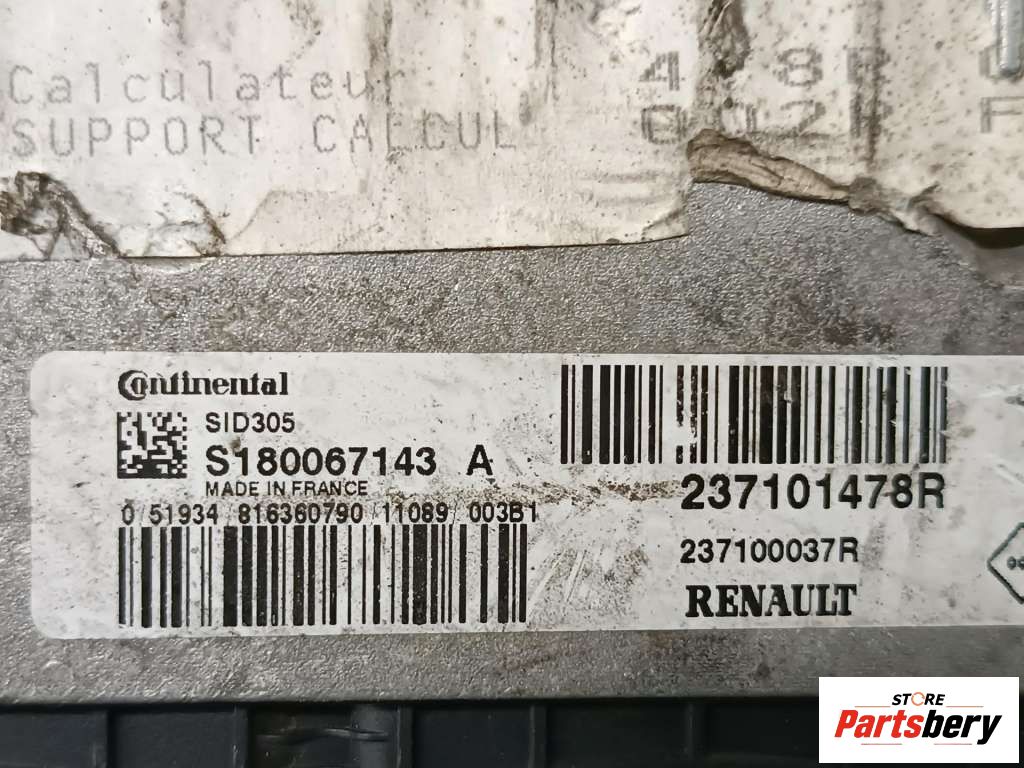 Calculateur
SUPPORT CALCUL
Continental
SID305
S180067143 A
MADE IN FRANCE
0 51934 816360790 11089 003B1
237101478R
237100037R
RENAULT
STORE
Partsbery